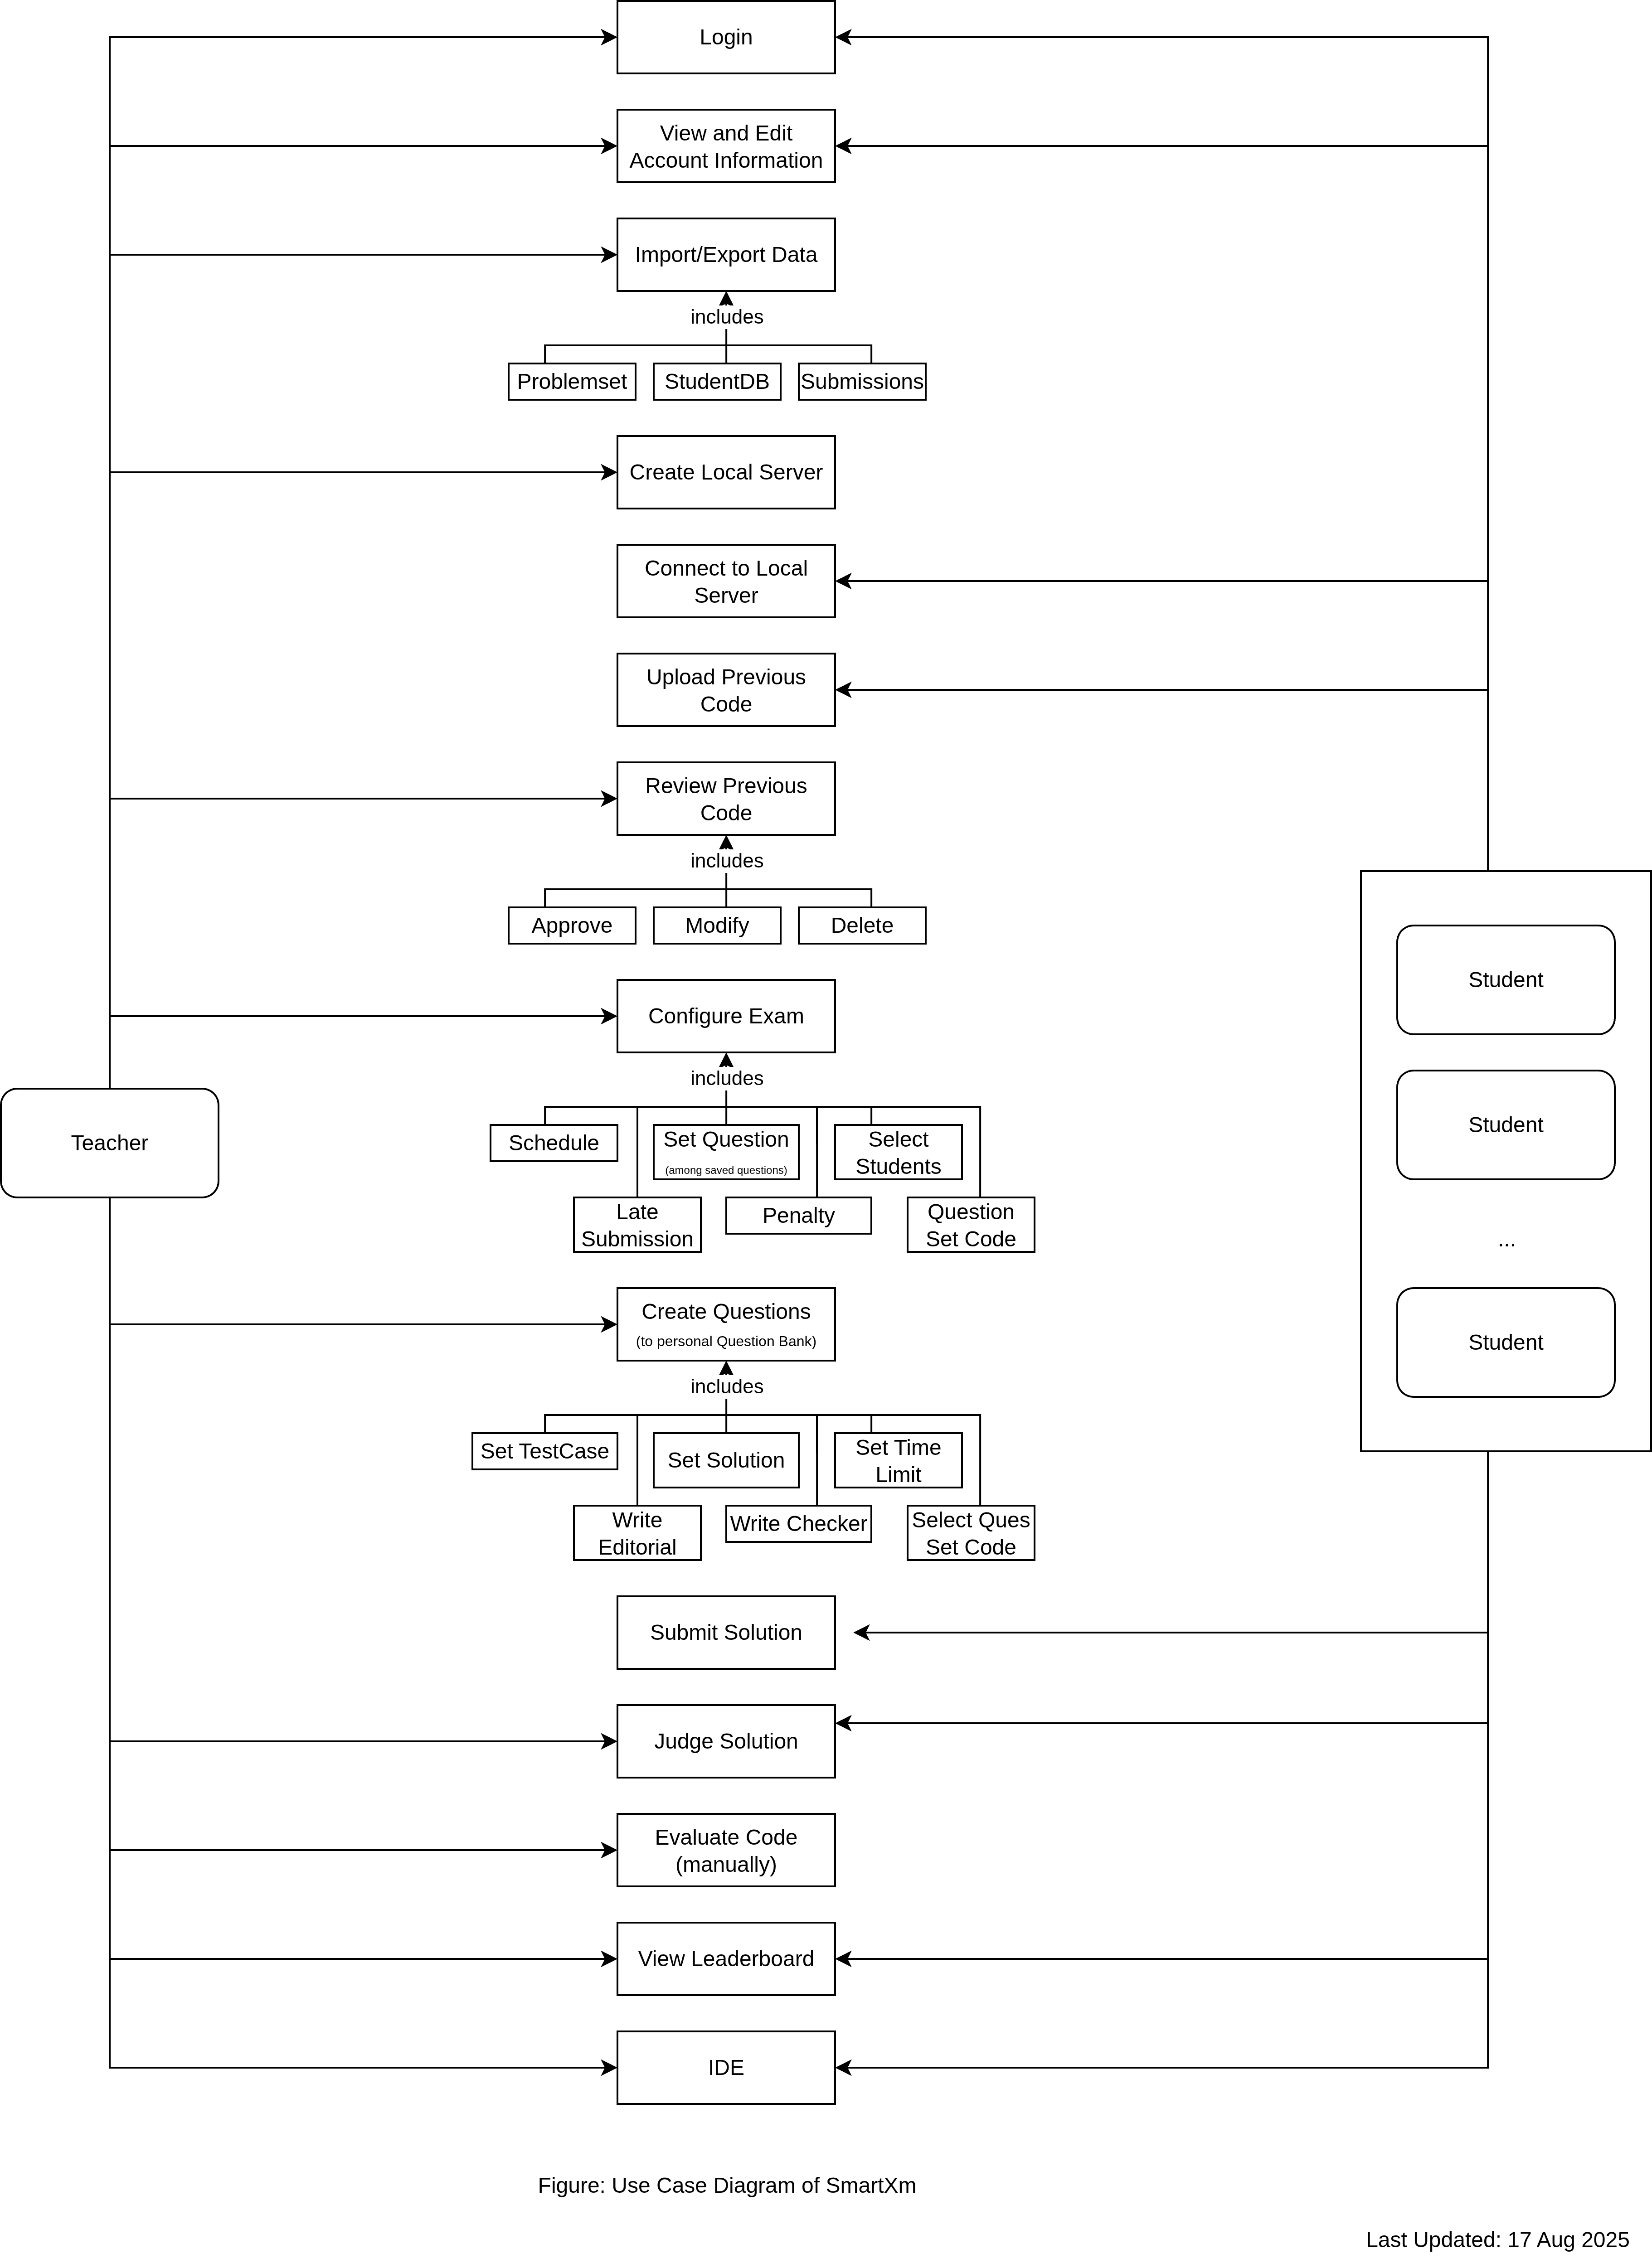 Login
View and Edit
Account Information
Import/Export Data
includes
Problemset
StudentDB
Submissions
Create Local Server
Connect to Local
Server
Upload Previous
Code
Review Previous
Code
includes
Approve
Modify
Delete
Configure Exam
includes
Schedule
Set Question
(among saved questions)
Select
Students
Late
Submission
Penalty
Question
Set Code
Teacher
Student
Student
...
Student
Create Questions
(to personal Question Bank)
includes
Set TestCase
Set Solution
Set Time
Limit
Write
Editorial
Write Checker
Select Ques
Set Code
Submit Solution
Judge Solution
Evaluate Code
(manually)
View Leaderboard
IDE
Figure: Use Case Diagram of SmartXm
Last Updated: 17 Aug 2025